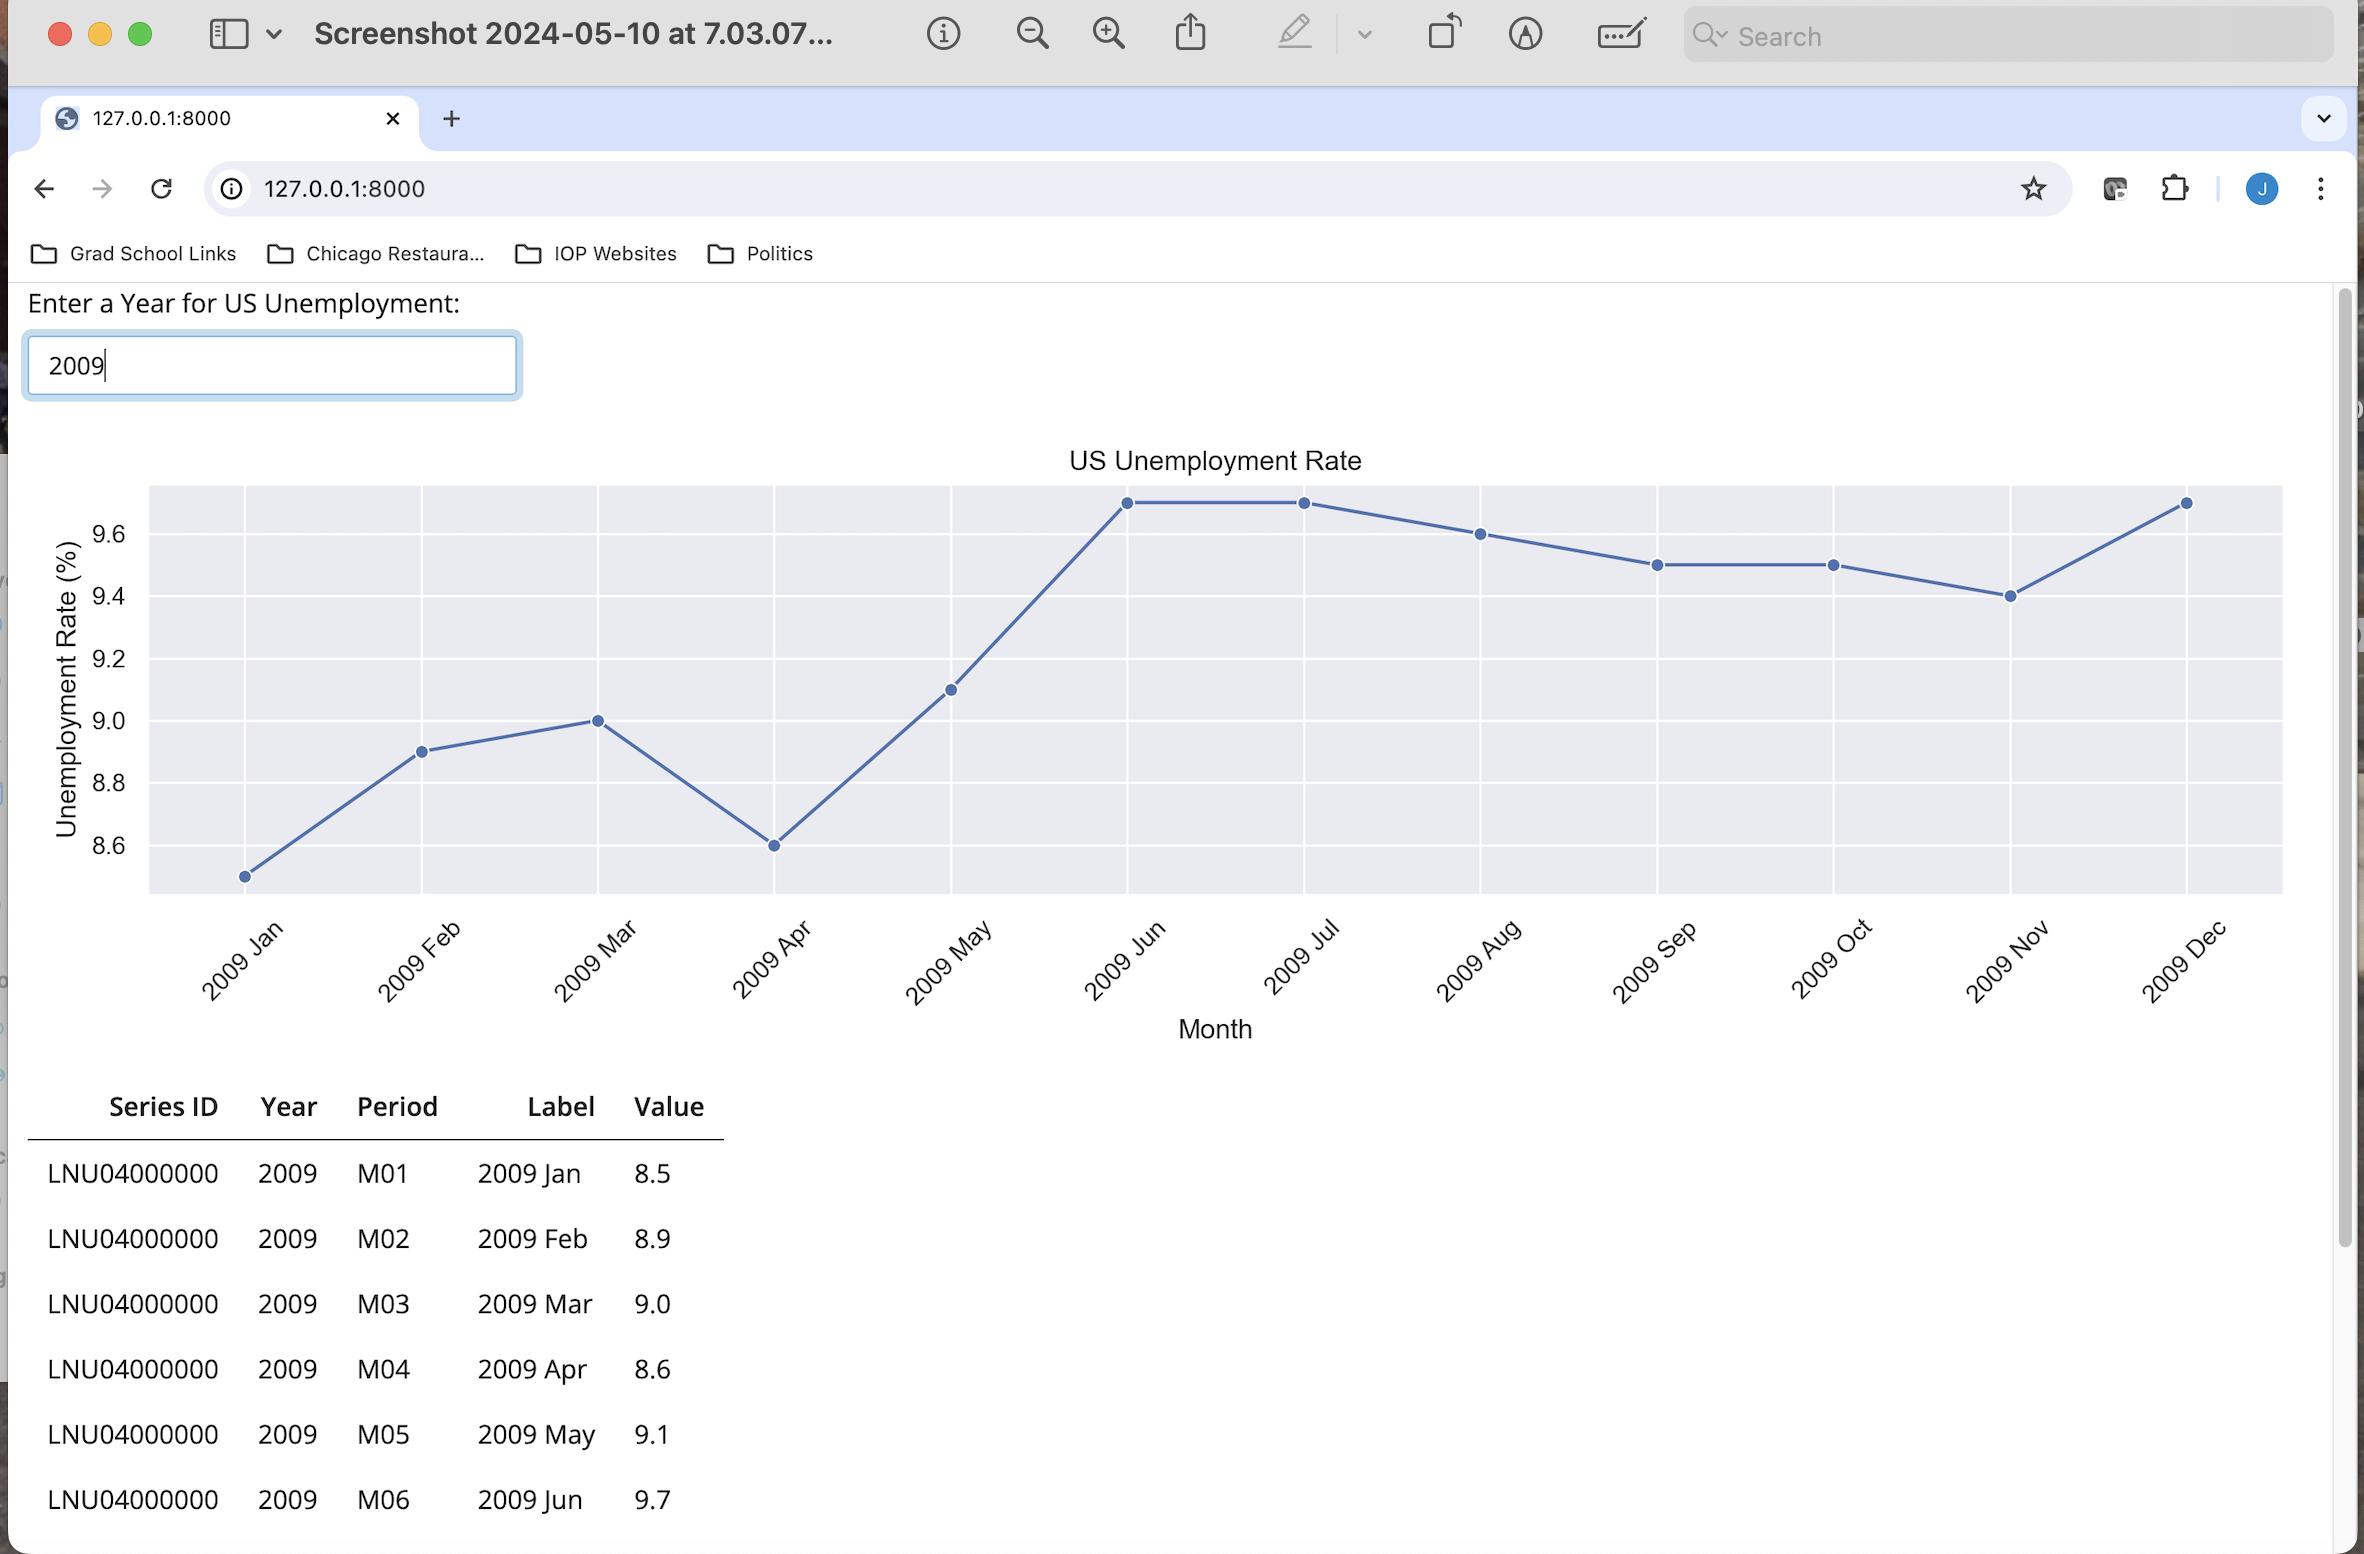 Screenshot 2024-05-10 at 7.03.07...
Search
127.0.0.1:8000
127.0.0.1:8000
J
Grad School Links
Chicago Restaura...
IOP Websites
Politics
Enter a Year for US Unemployment:
2009
US Unemployment Rate
Unemployment Rate (%)
9.6
9.4
9.2
9.0
8.8
8.6
2009 Jan
2009 Feb
2009 Mar
2009 Apr
2009 May
2009 Jun
2009 Jul
2009 Aug
2009 Sep
2009 Oct
2009 Nov
2009 Dec
Month
Series ID Year Period Label Value
LNU04000000 2009 M01 2009 Jan 8.5
LNU04000000 2009 M02 2009 Feb 8.9
LNU04000000 2009 M03 2009 Mar 9.0
LNU04000000 2009 M04 2009 Apr 8.6
LNU04000000 2009 M05 2009 May 9.1
LNU04000000 2009 M06 2009 Jun 9.7